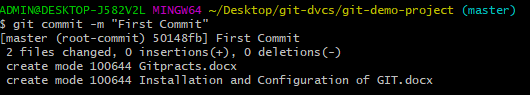 ADMIN@DESKTOP-J582V2L MINGW64 ~/Desktop/git-dvcs/git-demo-project (master)
$ git commit -m "First Commit"
[master (root-commit) 50148fb] First Commit
 2 files changed, 0 insertions(+), 0 deletions(-)
 create mode 100644 Gitpracts.docx
 create mode 100644 Installation and Configuration of GIT.docx